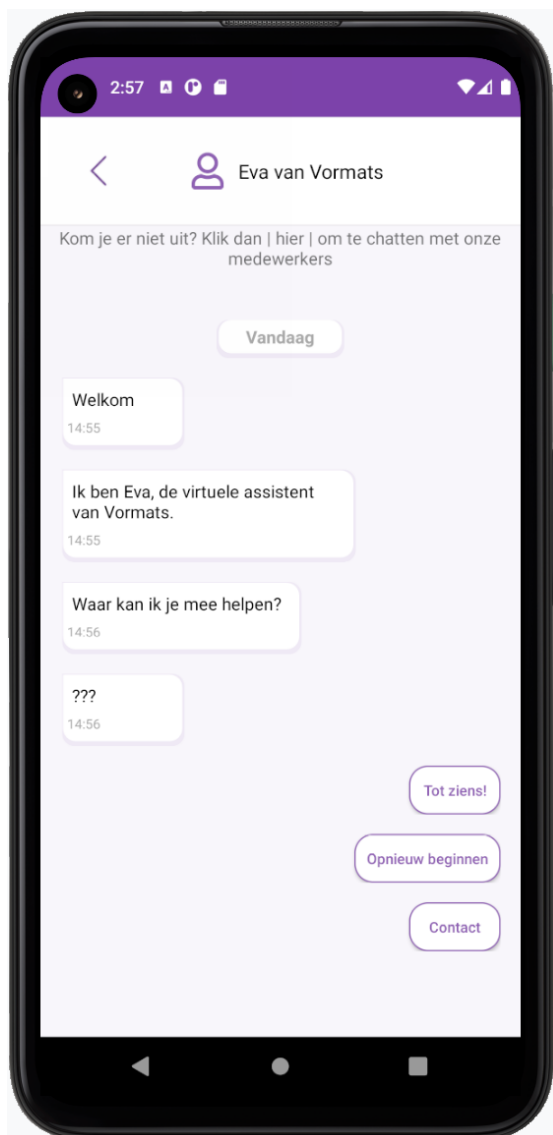 2:57
Eva van Vormats
Kom je er niet uit? Klik dan | hier | om te chatten met onze
medewerkers
Vandaag
Welkom
14:55
Ik ben Eva, de virtuele assistent
van Vormats.
14:55
Waar kan ik je mee helpen?
14:56
???
14:56
Tot ziens!
Opnieuw beginnen
Contact